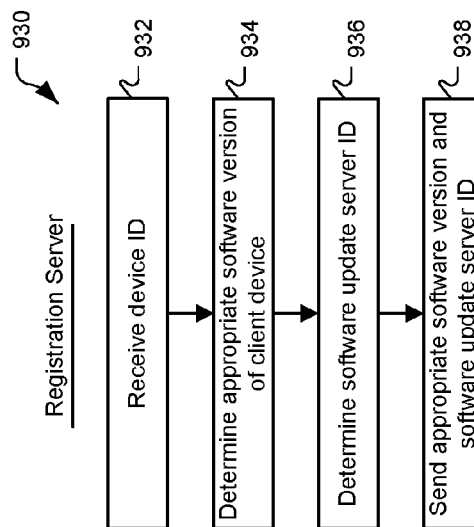 930
Registration Server
Receive device ID
932
Determine appropriate software version
of client device
934
Determine software update server ID
936
Send appropriate software version and
software update server ID
938